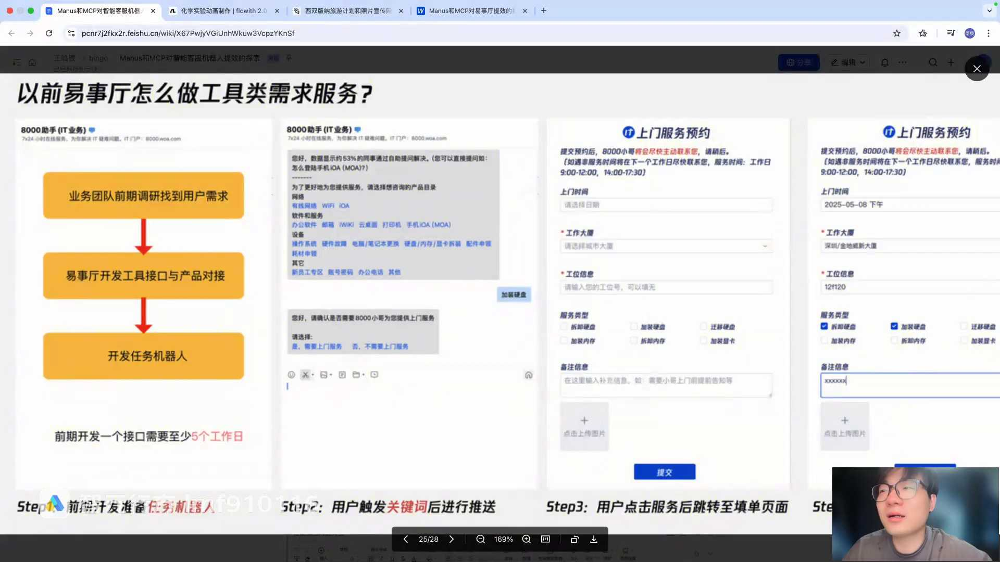 Manus和MCP对智能客服机器人
化学实验动画制作 | flowith 2.0
西双版纳旅游计划和照片宣传网
Manus和MCP对易事厅提效的
pcnr7j2fkx2r.feishu.cn/wiki/X67PwjyVGiUnhWkuw3VcpzYKnSf
王皓辰 bingo Manus和MCP对智能客服机器人提效的探索
分享
编辑
以前易事厅怎么做工具类需求服务？
8000助手(IT业务)
7x24 小时在线服务，为你解决 IT 疑难问题。IT 门户：8000.woa.com
业务团队前期调研找到用户需求
易事厅开发工具接口与产品对接
开发任务机器人
前期开发一个接口需要至少5个工作日
Step1：前期开发准备任务机器人
8000助手(IT业务)
7x24 小时在线服务，为你解决 IT 疑难问题。IT 门户：8000.woa.com
您好，数据显示约53%的同事通过自助提问解决。(您可以直接提问如：
怎么登陆手机iOA (MOA)？)
-------
为了更好地为您提供服务，请选择想咨询的产品目录
网络
有线网络 WiFi iOA
软件和服务
办公软件 邮箱 iWiKi 云桌面 打印机 手机iOA (MOA)
设备
操作系统 硬件故障 电脑/笔记本更换 硬盘/内存/显卡拆装 配件申领
耗材申领
其它
新员工专区 账号密码 办公电话 其他
加装硬盘
您好，请确认是否需要8000小哥为您提供上门服务
请选择:
是，需要上门服务 否，不需要上门服务
Step2：用户触发关键词后进行推送
IT 上门服务预约
提交预约后，8000小哥将会尽快主动联系您，请稍后。
（如遇非服务时间将在下一个工作日尽快联系您，服务时间：工作日
9:00-12:00，14:00-17:30）
上门时间
请选择日期
* 工作大厦
请选择城市大厦
* 工位信息
请输入您的工位号，可以填无
服务类型
拆卸硬盘 加装硬盘 迁移硬盘
加装内存 拆卸内存 加装显卡
备注信息
在这里输入补充信息。如：需要小哥上门前提前告知等
点击上传图片
提交
Step3：用户点击服务后跳转至填单页面
IT 上门服务预约
提交预约后，8000小哥将会尽快主动联系您，请稍后。
（如遇非服务时间将在下一个工作日尽快联系您，服务时
9:00-12:00，14:00-17:30）
上门时间
2025-05-08 下午
* 工作大厦
深圳/金地威新大厦
* 工位信息
12f120
服务类型
拆卸硬盘 加装硬盘 迁移硬盘
加装内存 拆卸内存 加装显卡
备注信息
xxxxxx
点击上传图片
Ste
25/28
169%
1:1